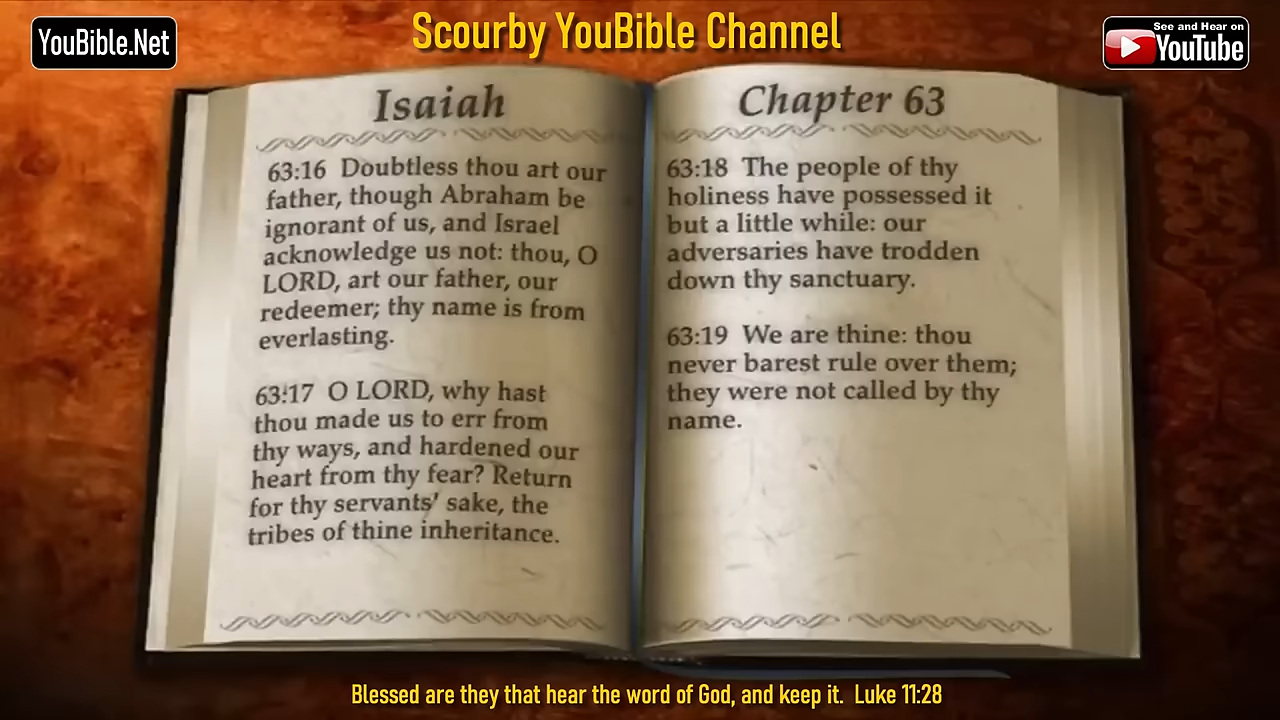 YouBible.Net
Scourby YouBible Channel
See and Hear on
YouTube
Isaiah
63:16 Doubtless thou art our
father, though Abraham be
ignorant of us, and Israel
acknowledge us not: thou, O
LORD, art our father, our
redeemer; thy name is from
everlasting.
63:17 O LORD, why hast
thou made us to err from
thy ways, and hardened our
heart from thy fear? Return
for thy servants' sake, the
tribes of thine inheritance.
Chapter 63
63:18 The people of thy
holiness have possessed it
but a little while: our
adversaries have trodden
down thy sanctuary.
63:19 We are thine: thou
never barest rule over them;
they were not called by thy
name.
Blessed are they that hear the word of God, and keep it. Luke 11:28